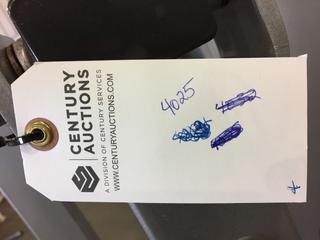 CENTURY
AUCTIONS
A DIVISION OF CENTURY SERVICES
WWW.CENTURYAUCTIONS.COM
4025